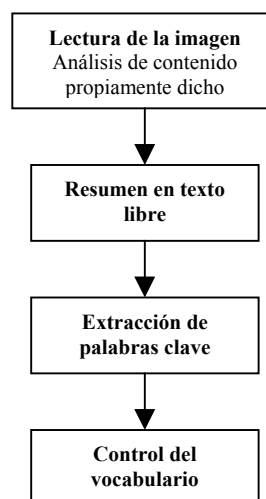 Lectura de la imagen
Análisis de contenido
propiamente dicho
Resumen en texto
libre
Extracción de
palabras clave
Control del
vocabulario